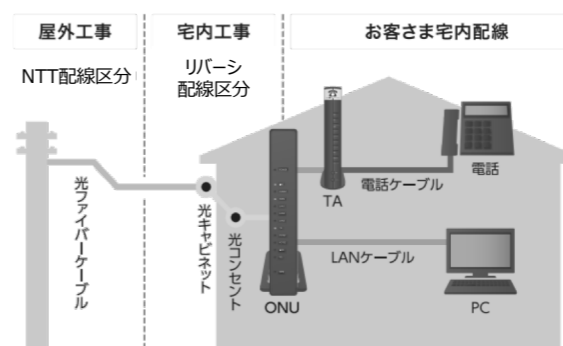 屋外工事
宅内工事
お客さま宅内配線
NTT配線区分
リバーシ
配線区分
光ファイバーケーブル
光キャビネット
光コンセント
ONU
TA
電話ケーブル
電話
LANケーブル
PC